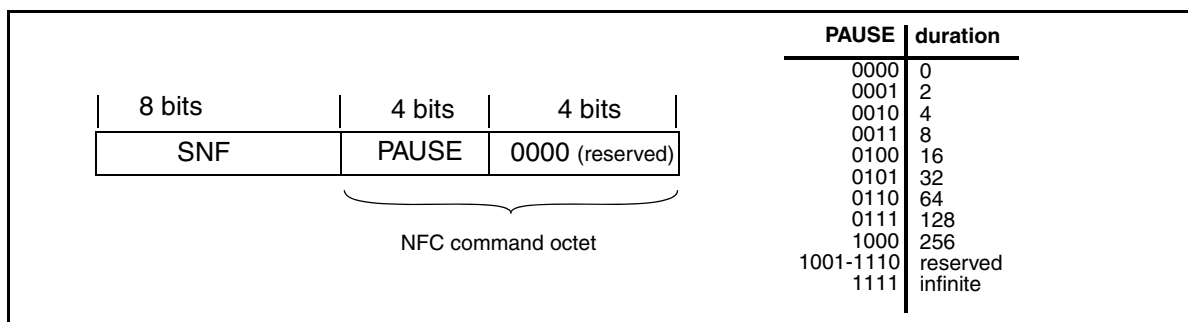 8 bits 4 bits 4 bits
SNF PAUSE 0000 (reserved)
NFC command octet
PAUSE duration
0000 0
0001 2
0010 4
0011 8
0100 16
0101 32
0110 64
0111 128
1000 256
1001-1110 reserved
1111 infinite